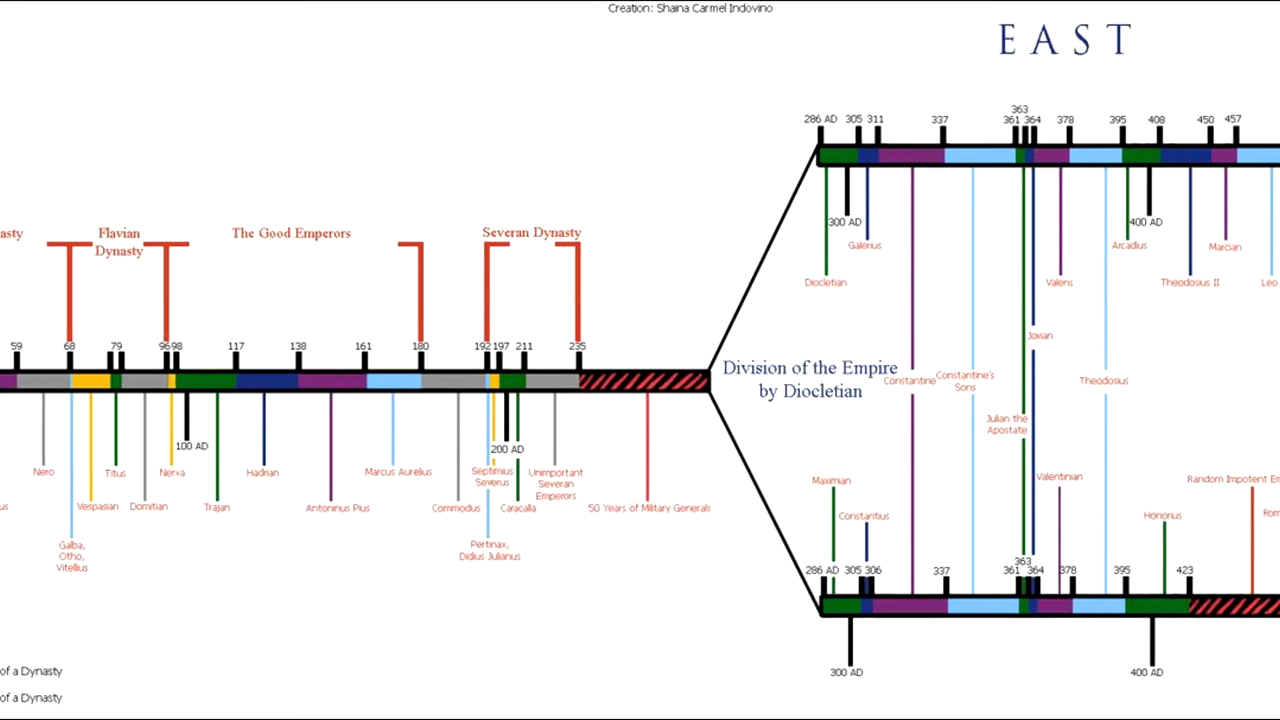 Creation: Shaina Carmel Indovino
EAST
363
286 AD 305 311 337 361 364 378 395 408 450 457
300 AD 400 AD
Galerius Arcadius Marcian
Diocletian Valens Theodosius II Leo
asty
Flavian
Dynasty
The Good Emperors
Severan Dynasty
59 68 79 96 98 117 138 161 180 192 197 211 235
Jovian
Division of the Empire
by Diocletian
Constantine
Constantine's
Sons
Theodosius
Julian the
Apostate
100 AD 200 AD
Nero Titus Nerva Hadrian Marcus Aurelius
Septimius
Severus
Unimportant
Severan
Emperors
us Vespasian Domitian Trajan Antoninus Pius Commodus Caracalla 50 Years of Military Generals
Galba,
Otho,
Vitellius
Pertinax,
Didius Julianus
Maximian Valentinian Random Impotent Em
Constantius Honorius Rom
363
286 AD 305 306 337 361 364 378 395 423
300 AD 400 AD
of a Dynasty
of a Dynasty